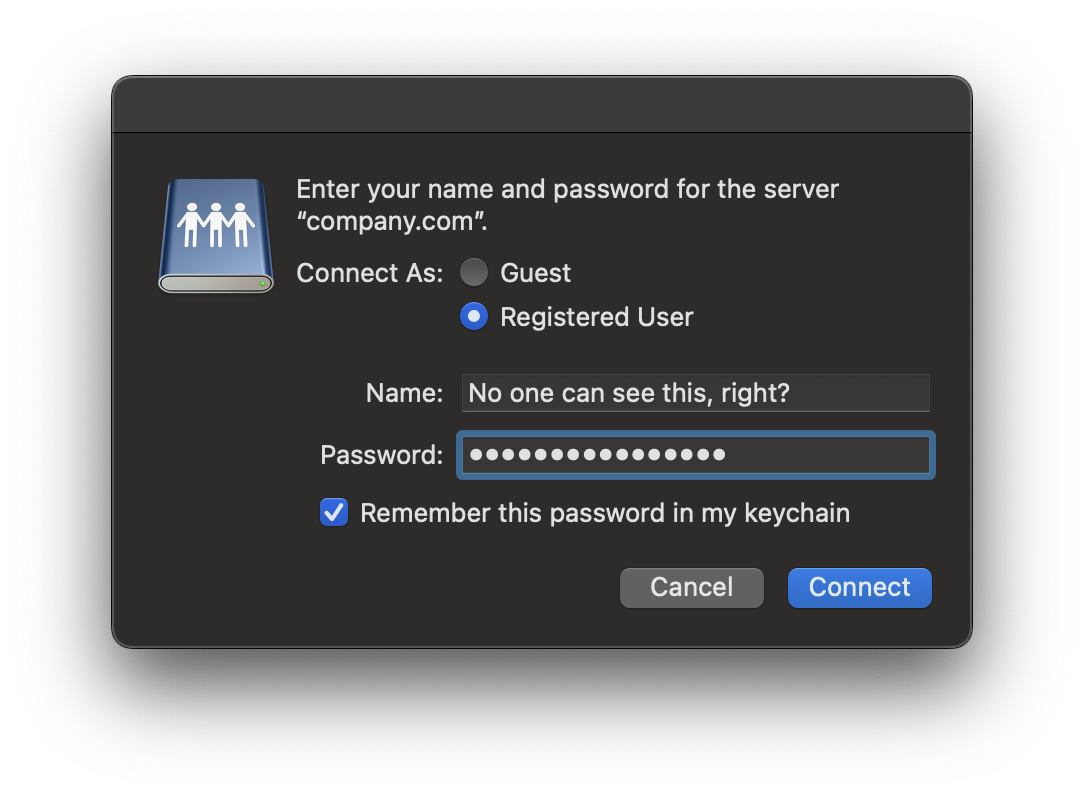 Enter your name and password for the server
“company.com”.
Connect As: Guest
Registered User
Name: No one can see this, right?
Password: ••••••••••••••••
Remember this password in my keychain
Cancel Connect